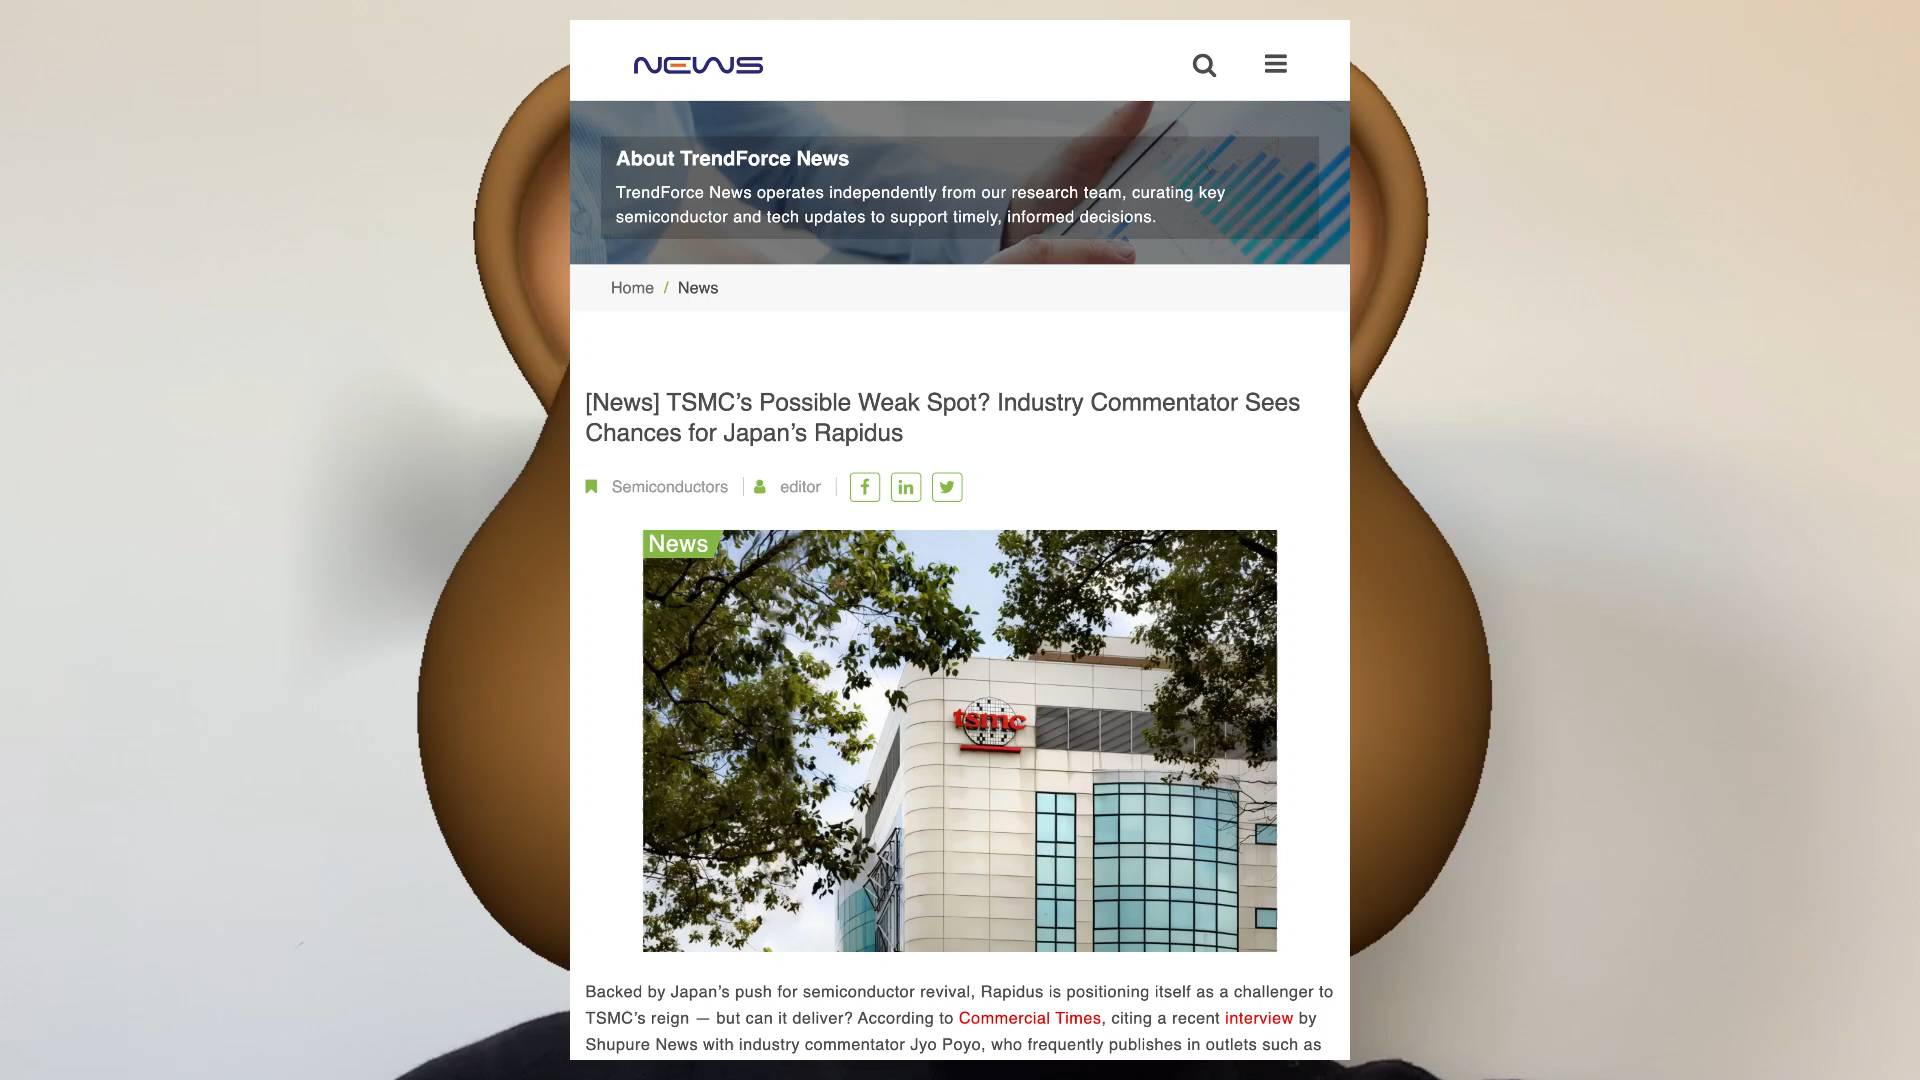 NEWS
About TrendForce News
TrendForce News operates independently from our research team, curating key
semiconductor and tech updates to support timely, informed decisions.
Home / News
[News] TSMC’s Possible Weak Spot? Industry Commentator Sees
Chances for Japan’s Rapidus
Semiconductors editor
News
tsmc
Backed by Japan’s push for semiconductor revival, Rapidus is positioning itself as a challenger to
TSMC’s reign — but can it deliver? According to Commercial Times, citing a recent interview by
Shupure News with industry commentator Jyo Poyo, who frequently publishes in outlets such as